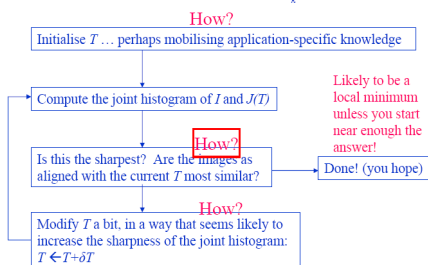 How?
Initialise T … perhaps mobilising application-specific knowledge
Compute the joint histogram of I and J(T)
Likely to be a
local minimum
unless you start
near enough the
answer!
How?
Is this the sharpest? Are the images as
aligned with the current T most similar?
Done! (you hope)
How?
Modify T a bit, in a way that seems likely to
increase the sharpness of the joint histogram:
T ←T+δT